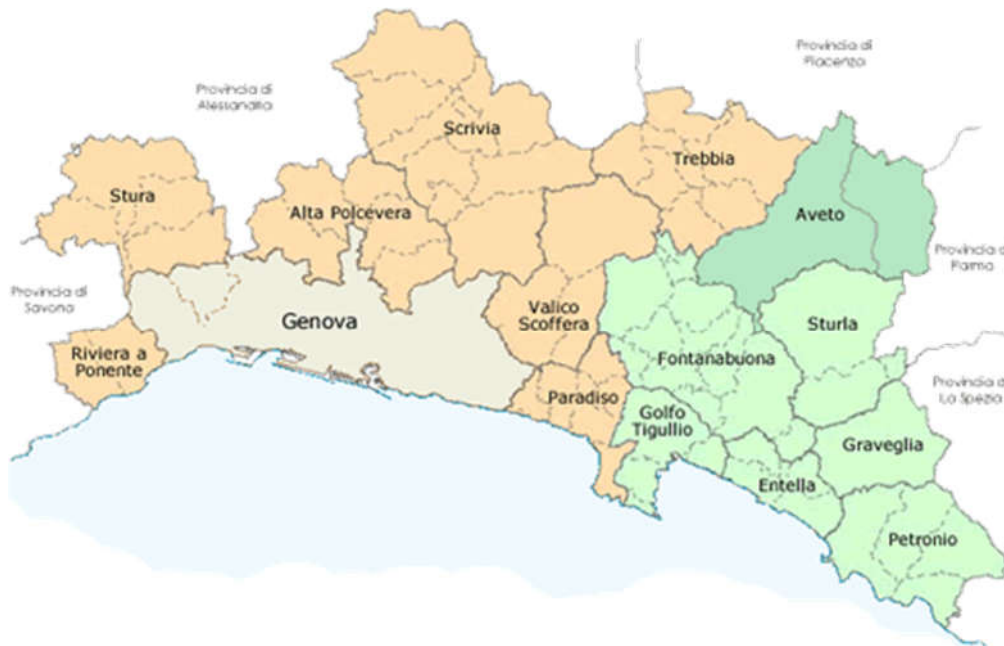 Provincia di
Piacenza
Provincia di
Alessandria
Scrivia
Trebbia
Stura
Alta Polcevera
Aveto
Provincia di
Parma
Provincia di
Savona
Genova
Valico
Scoffera
Sturla
Riviera a
Ponente
Fontanabuona
Paradiso
Golfo
Tigullio
Provincia d
La Spezia
Graveglia
Entella
Petronio